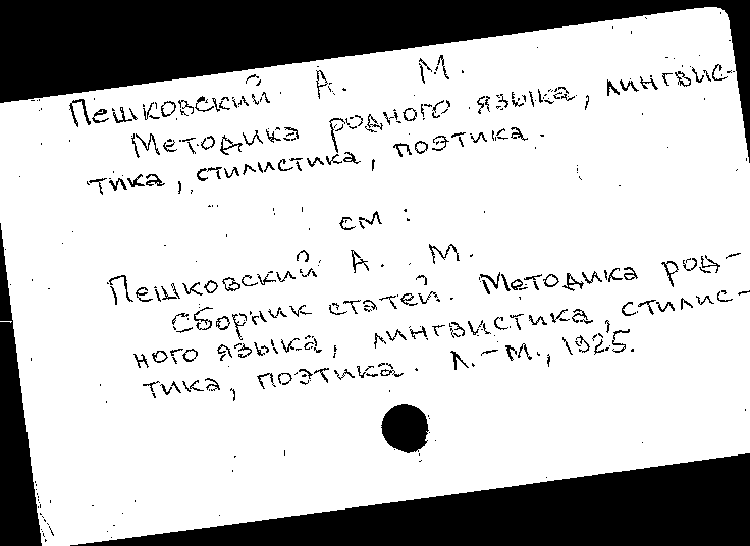 Пешковский А. М.
Методика родного языка, лингвис-
тика, стилистика, поэтика.
см:
Пешковский А. М.
Сборник статей. Методика род-
ного языка, лингвистика, стилис-
тика, поэтика. Л.-М., 1925.